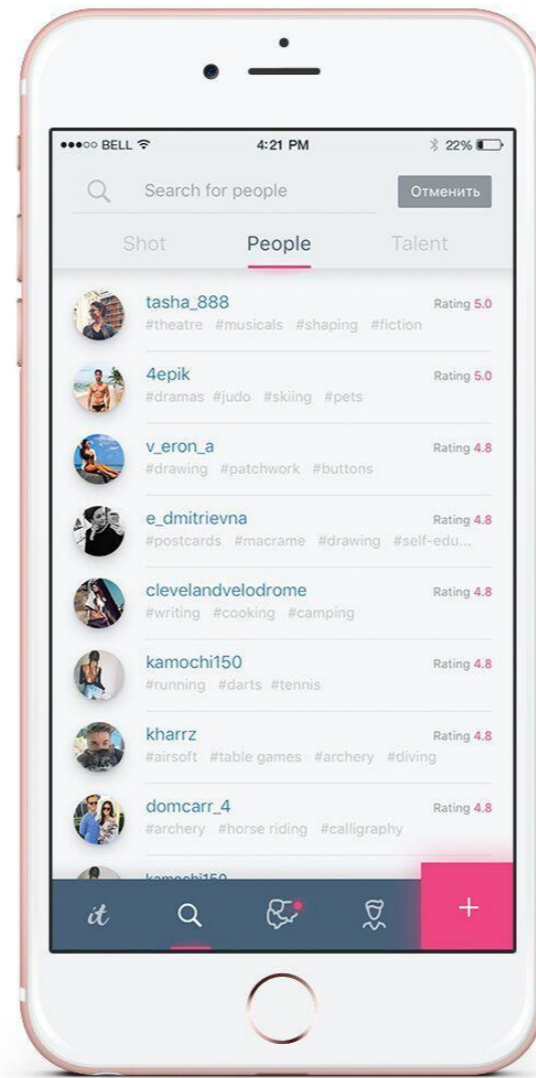 BELL 4:21 PM 22%
Search for people Отменить
Shot People Talent
tasha_888 Rating 5.0
#theatre #musicals #shaping #fiction
4epik Rating 5.0
#dramas #judo #skiing #pets
v_eron_a Rating 4.8
#drawing #patchwork #buttons
e_dmitrievna Rating 4.8
#postcards #macrame #drawing #self-edu...
clevelandvelodrome Rating 4.8
#writing #cooking #camping
kamochi150 Rating 4.8
#running #darts #tennis
kharrz Rating 4.8
#airsoft #table games #archery #diving
domcarr_4 Rating 4.8
#archery #horse riding #calligraphy
kamochi150
it +